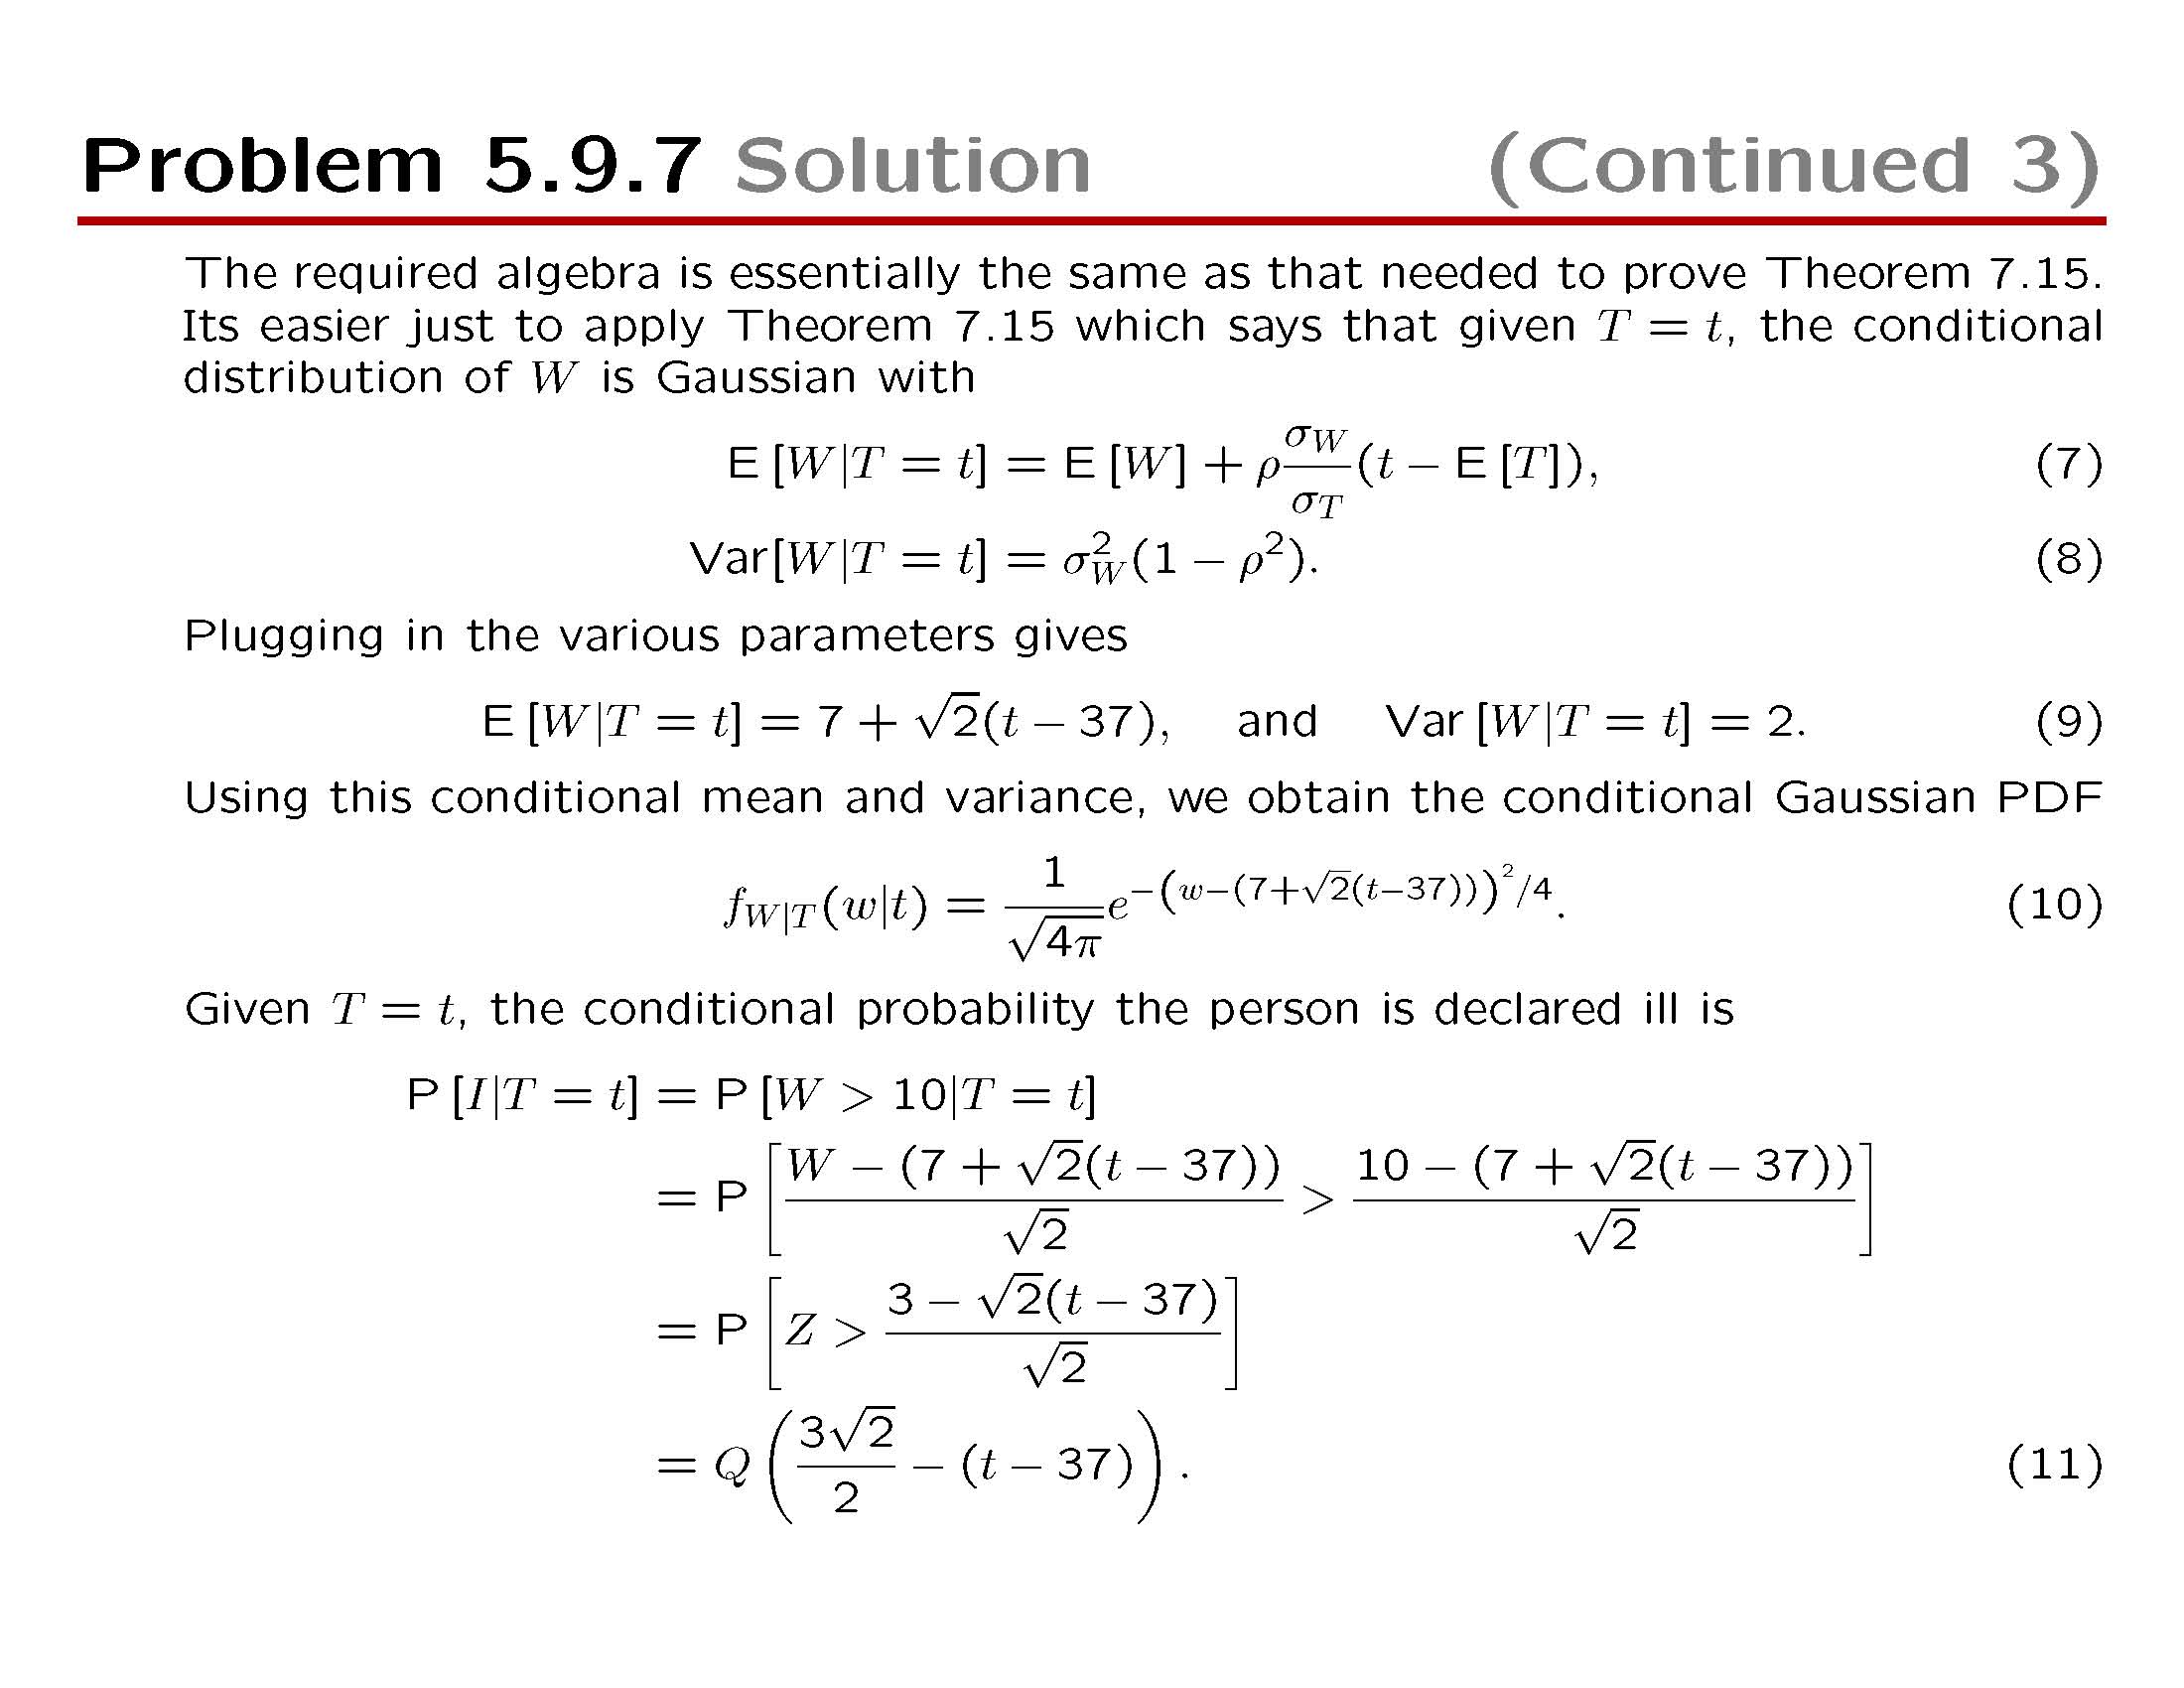 Problem 5.9.7 Solution (Continued 3)
The required algebra is essentially the same as that needed to prove Theorem 7.15.
Its easier just to apply Theorem 7.15 which says that given T = t, the conditional
distribution of W is Gaussian with
E [W|T = t] = E [W] + ρ σ_W/σ_T (t − E [T]), (7)
Var[W|T = t] = σ_W^2(1 − ρ^2). (8)
Plugging in the various parameters gives
E [W|T = t] = 7 + √2(t − 37), and Var [W|T = t] = 2. (9)
Using this conditional mean and variance, we obtain the conditional Gaussian PDF
f_{W|T}(w|t) = 1/√(4π) e^{−(w−(7+√2(t−37)))^2/4}. (10)
Given T = t, the conditional probability the person is declared ill is
P [I|T = t] = P [W > 10|T = t]
= P [ (W − (7 + √2(t − 37)))/√2 > (10 − (7 + √2(t − 37)))/√2 ]
= P [ Z > (3 − √2(t − 37))/√2 ]
= Q ( 3√2/2 − (t − 37) ) . (11)